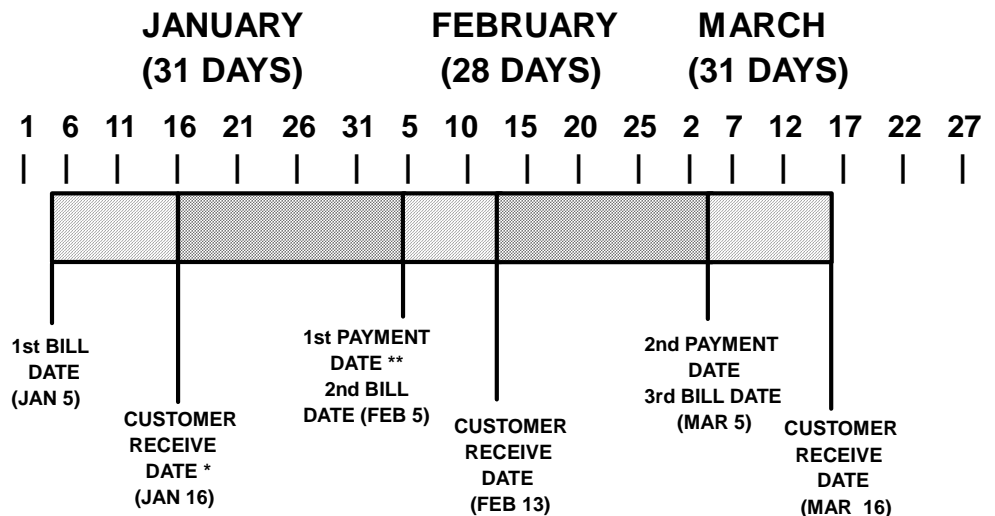 JANUARY FEBRUARY MARCH
(31 DAYS) (28 DAYS) (31 DAYS)
1 6 11 16 21 26 31 5 10 15 20 25 2 7 12 17 22 27
1st BILL
DATE
(JAN 5)
CUSTOMER
RECEIVE
DATE *
(JAN 16)
1st PAYMENT
DATE **
2nd BILL
DATE (FEB 5)
CUSTOMER
RECEIVE
DATE
(FEB 13)
2nd PAYMENT
DATE
3rd BILL DATE
(MAR 5)
CUSTOMER
RECEIVE
DATE
(MAR 16)